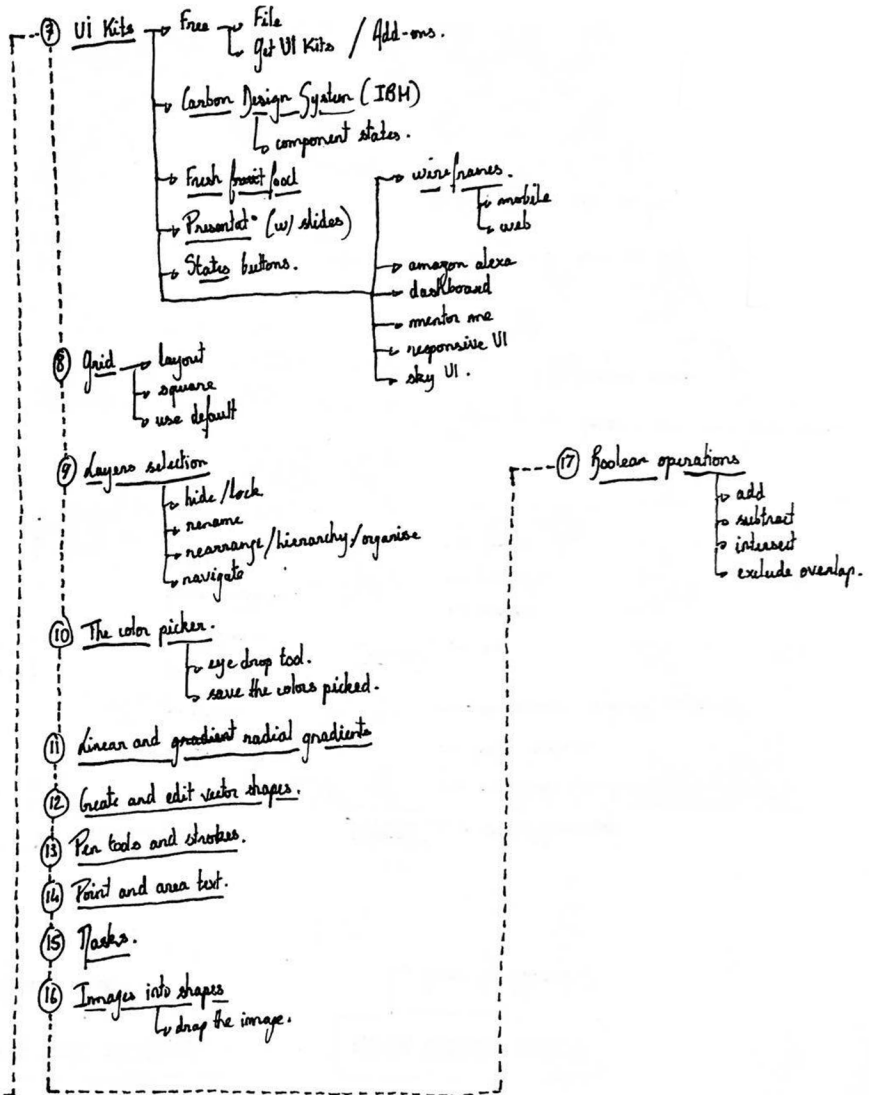 7 UI Kits Free File
Get UI Kits / Add-ons.
Carbon Design System (IBM)
component states.
Fresh food
Presentat° (w/ slides)
States buttons.
wireframes.
mobile
web
amazon alexa
dashboard
mentor me
responsive UI
sky UI.
8 Grid layout
square
use default
9 Layers selection
hide/lock
rename
rearrange/hierarchy/organise
navigate
10 The color picker.
eye drop tool.
save the colors picked.
11 Linear and gradient radial gradients
12 Create and edit vector shapes.
13 Pen tools and strokes.
14 Point and area text.
15 Masks.
16 Images into shapes
drap the image.
17 Boolean operations
add
subtract
intersect
exclude overlap.